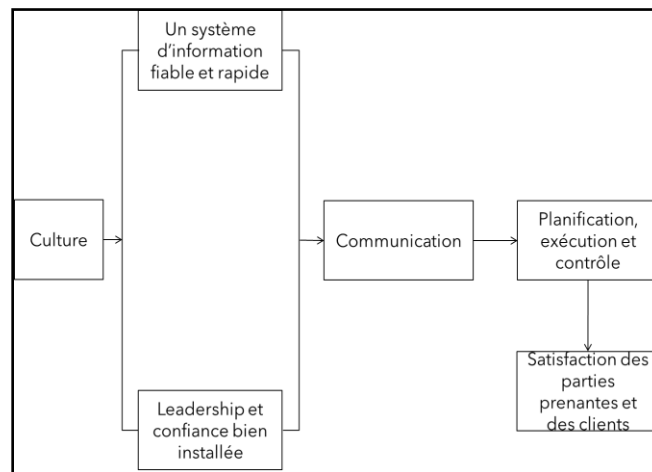 Un système
d'information
fiable et rapide
Culture
Communication
Planification,
exécution et
contrôle
Leadership et
confiance bien
installée
Satisfaction des
parties
prenantes et
des clients